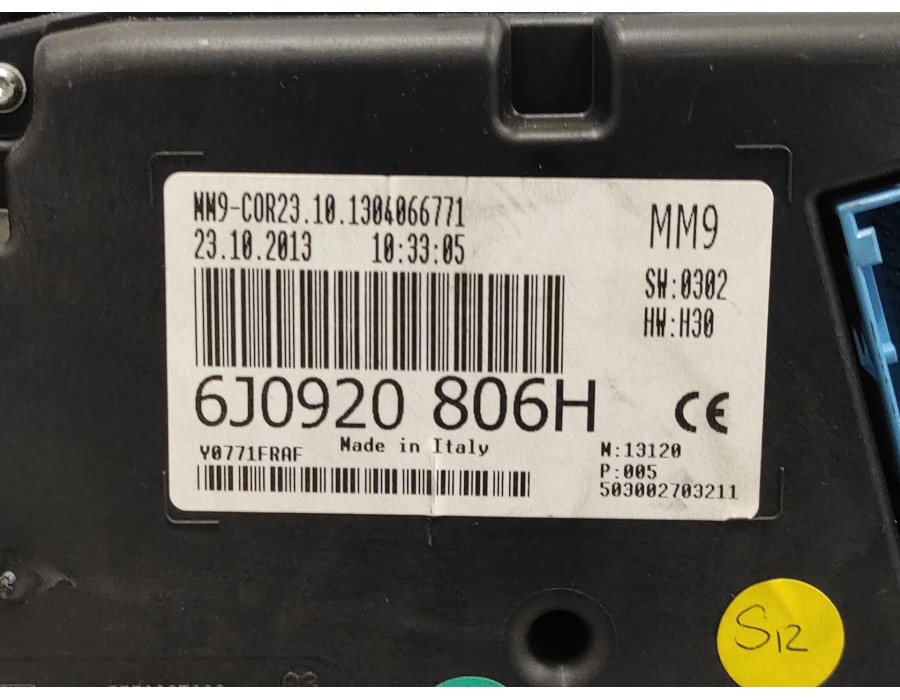 MM9-COR23.10.1304066771
23.10.2013 10:33:05
MM9
SW:0302
HW:H30
6J0920 806H
CE
Y0771FRAF Made in Italy
M:13120
P:005
503002703211
S12